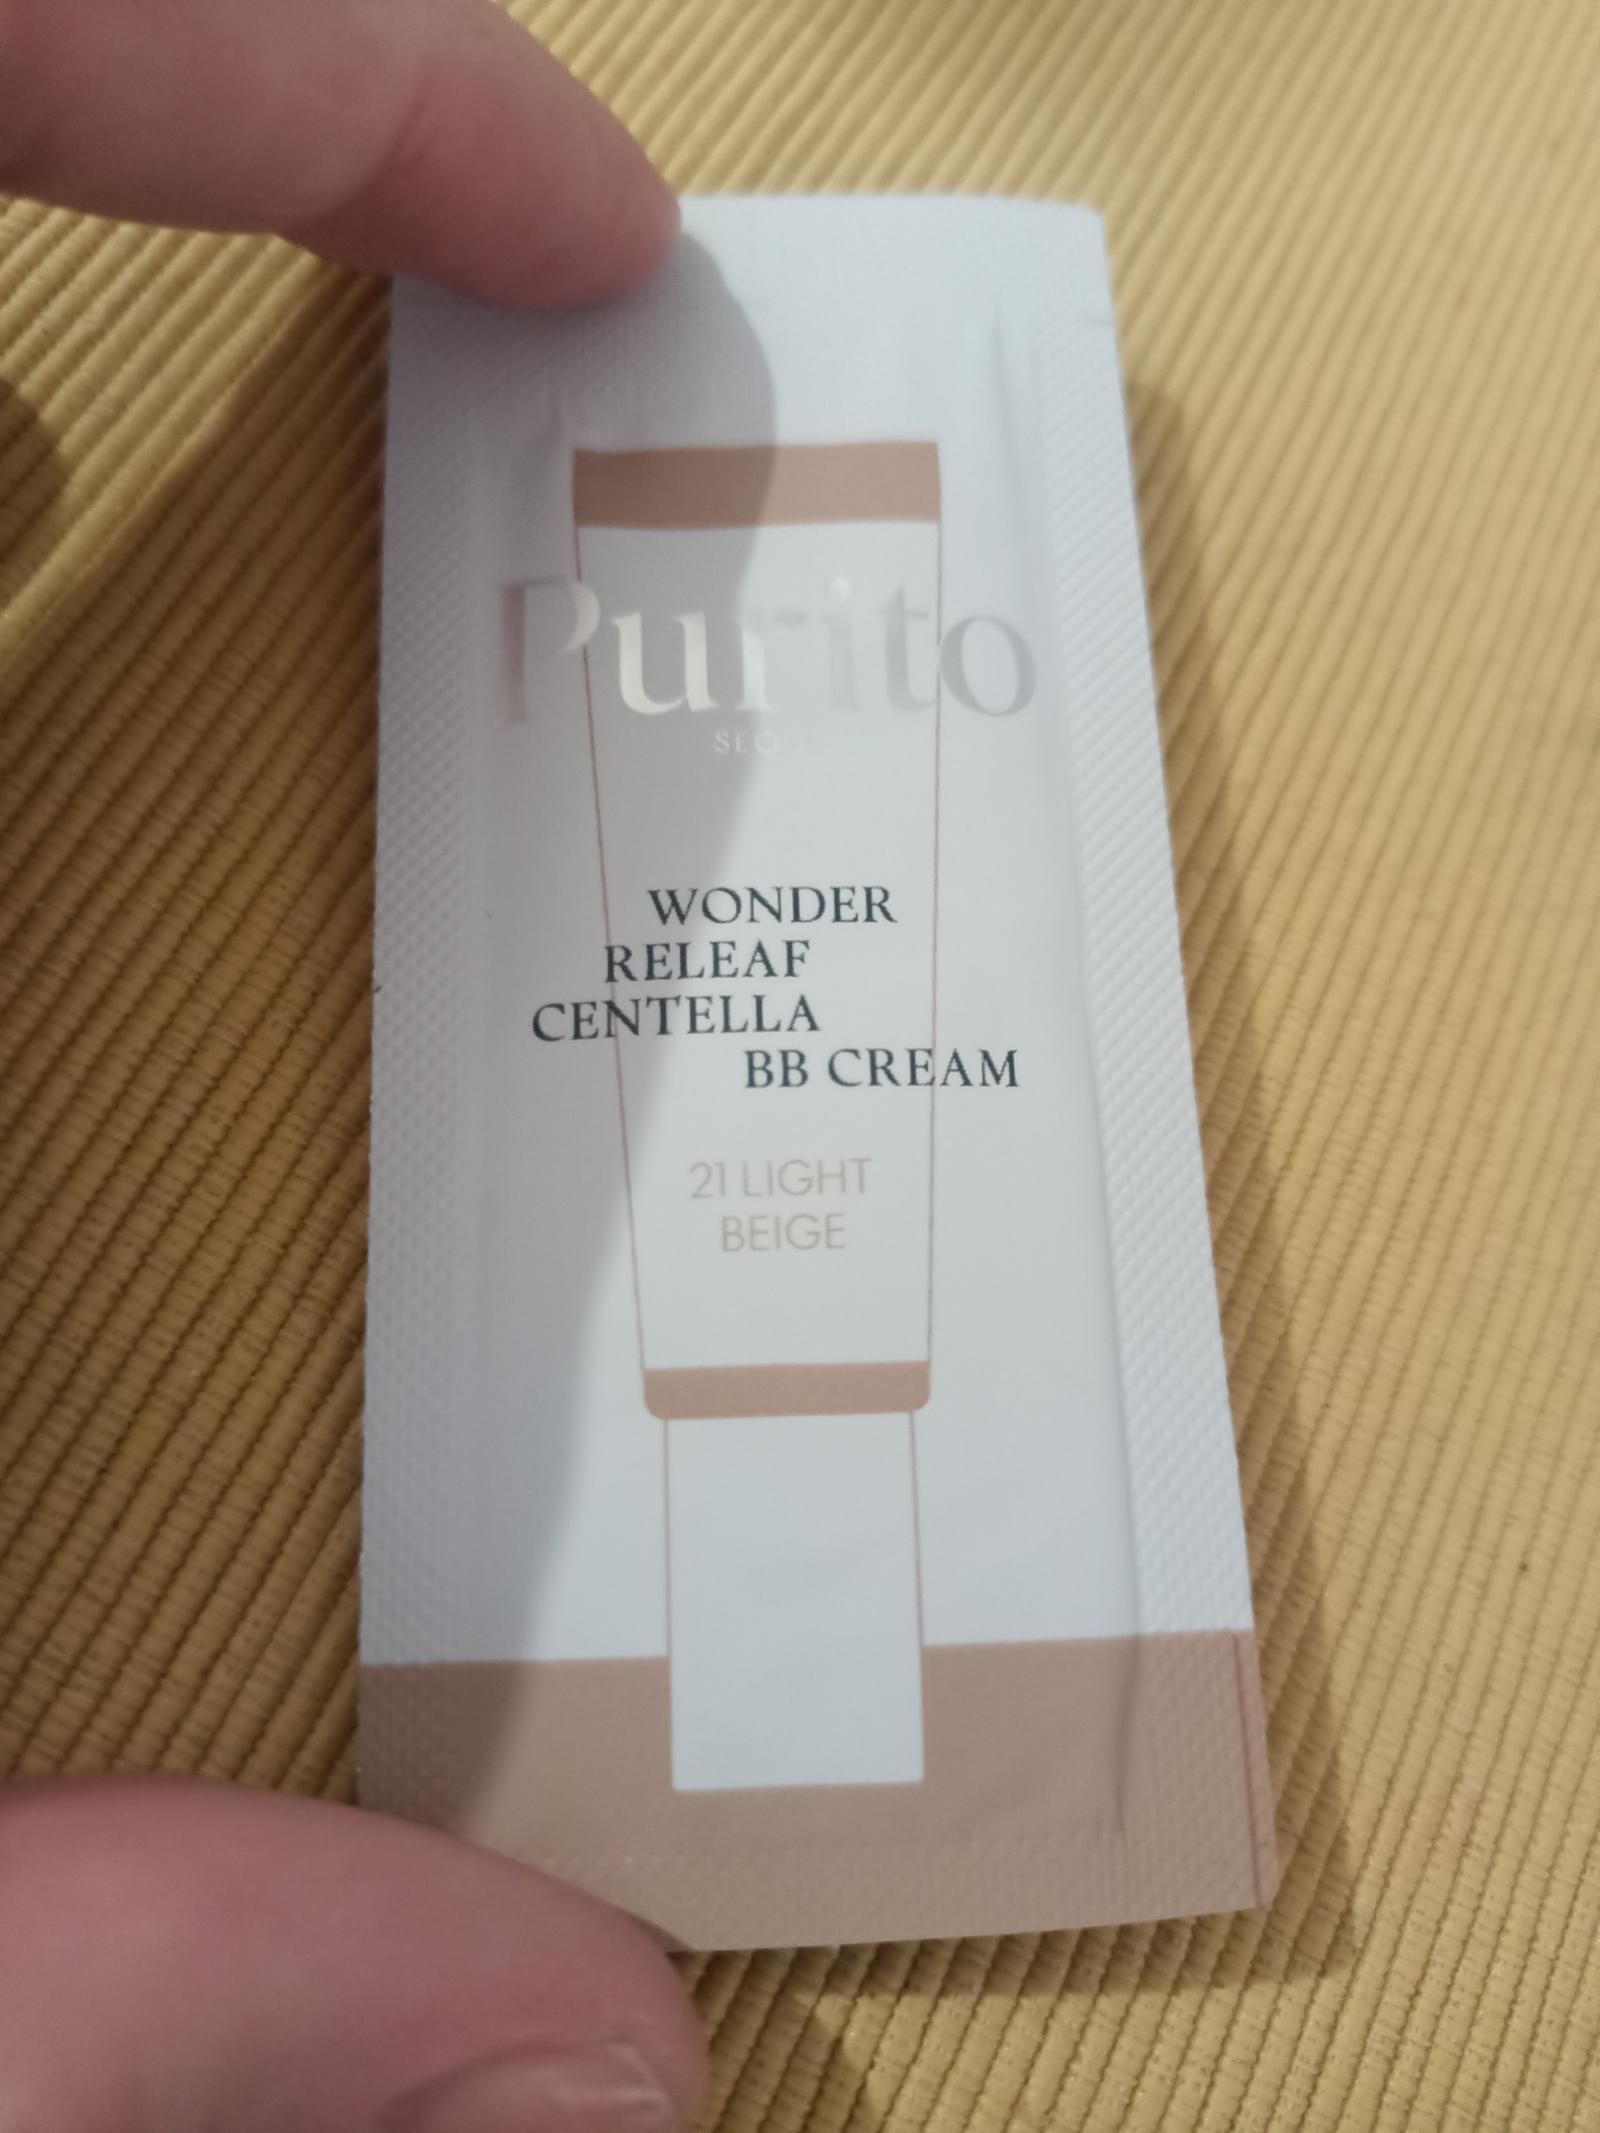 Purito
SEOUL
WONDER
RELEAF
CENTELLA
BB CREAM
21 LIGHT
BEIGE